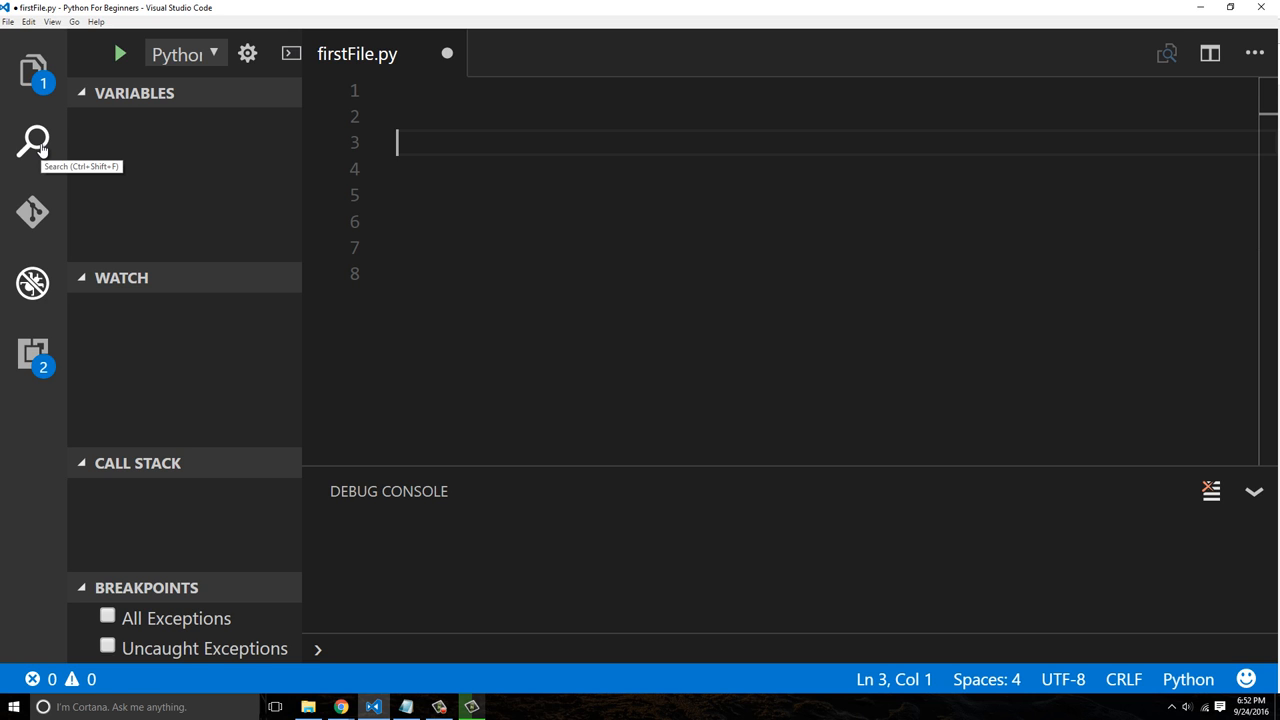 ● firstFile.py - Python For Beginners - Visual Studio Code
File Edit View Go Help
Python
firstFile.py
1
VARIABLES
Search (Ctrl+Shift+F)
WATCH
2
CALL STACK
BREAKPOINTS
All Exceptions
Uncaught Exceptions
1
2
3
4
5
6
7
8
DEBUG CONSOLE
0 0
Ln 3, Col 1 Spaces: 4 UTF-8 CRLF Python
I'm Cortana. Ask me anything.
6:52 PM
9/24/2016